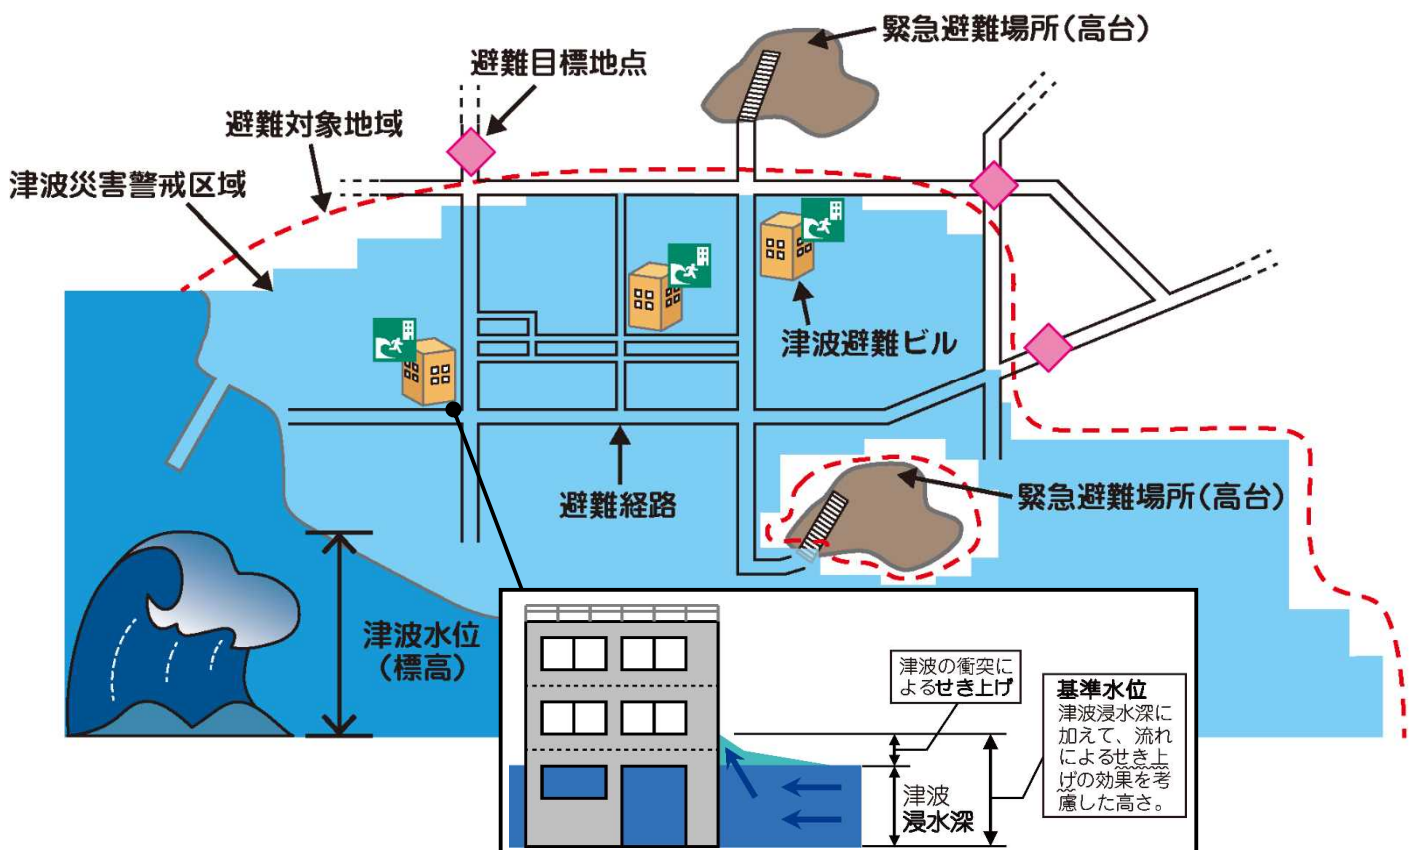 緊急避難場所(高台)
避難目標地点
避難対象地域
津波災害警戒区域
津波避難ビル
避難経路
緊急避難場所(高台)
津波水位
(標高)
津波の衝突に
よるせき上げ
基準水位
津波浸水深に
加えて、流れ
によるせき上
げの効果を考
慮した高さ。
津波
浸水深